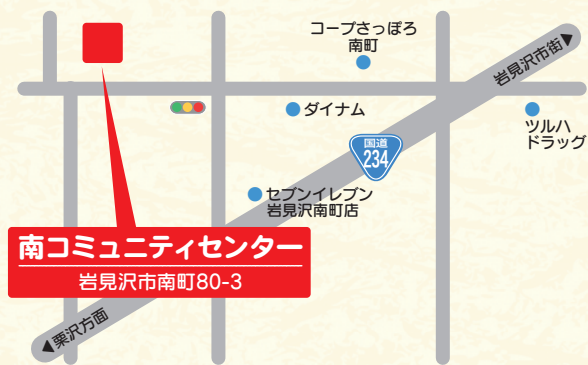 コープさっぽろ
南町
岩見沢市街▶
ダイナム
ツルハ
ドラッグ
国道
234
セブンイレブン
岩見沢南町店
南コミュニティセンター
岩見沢市南町80-3
◀栗沢方面